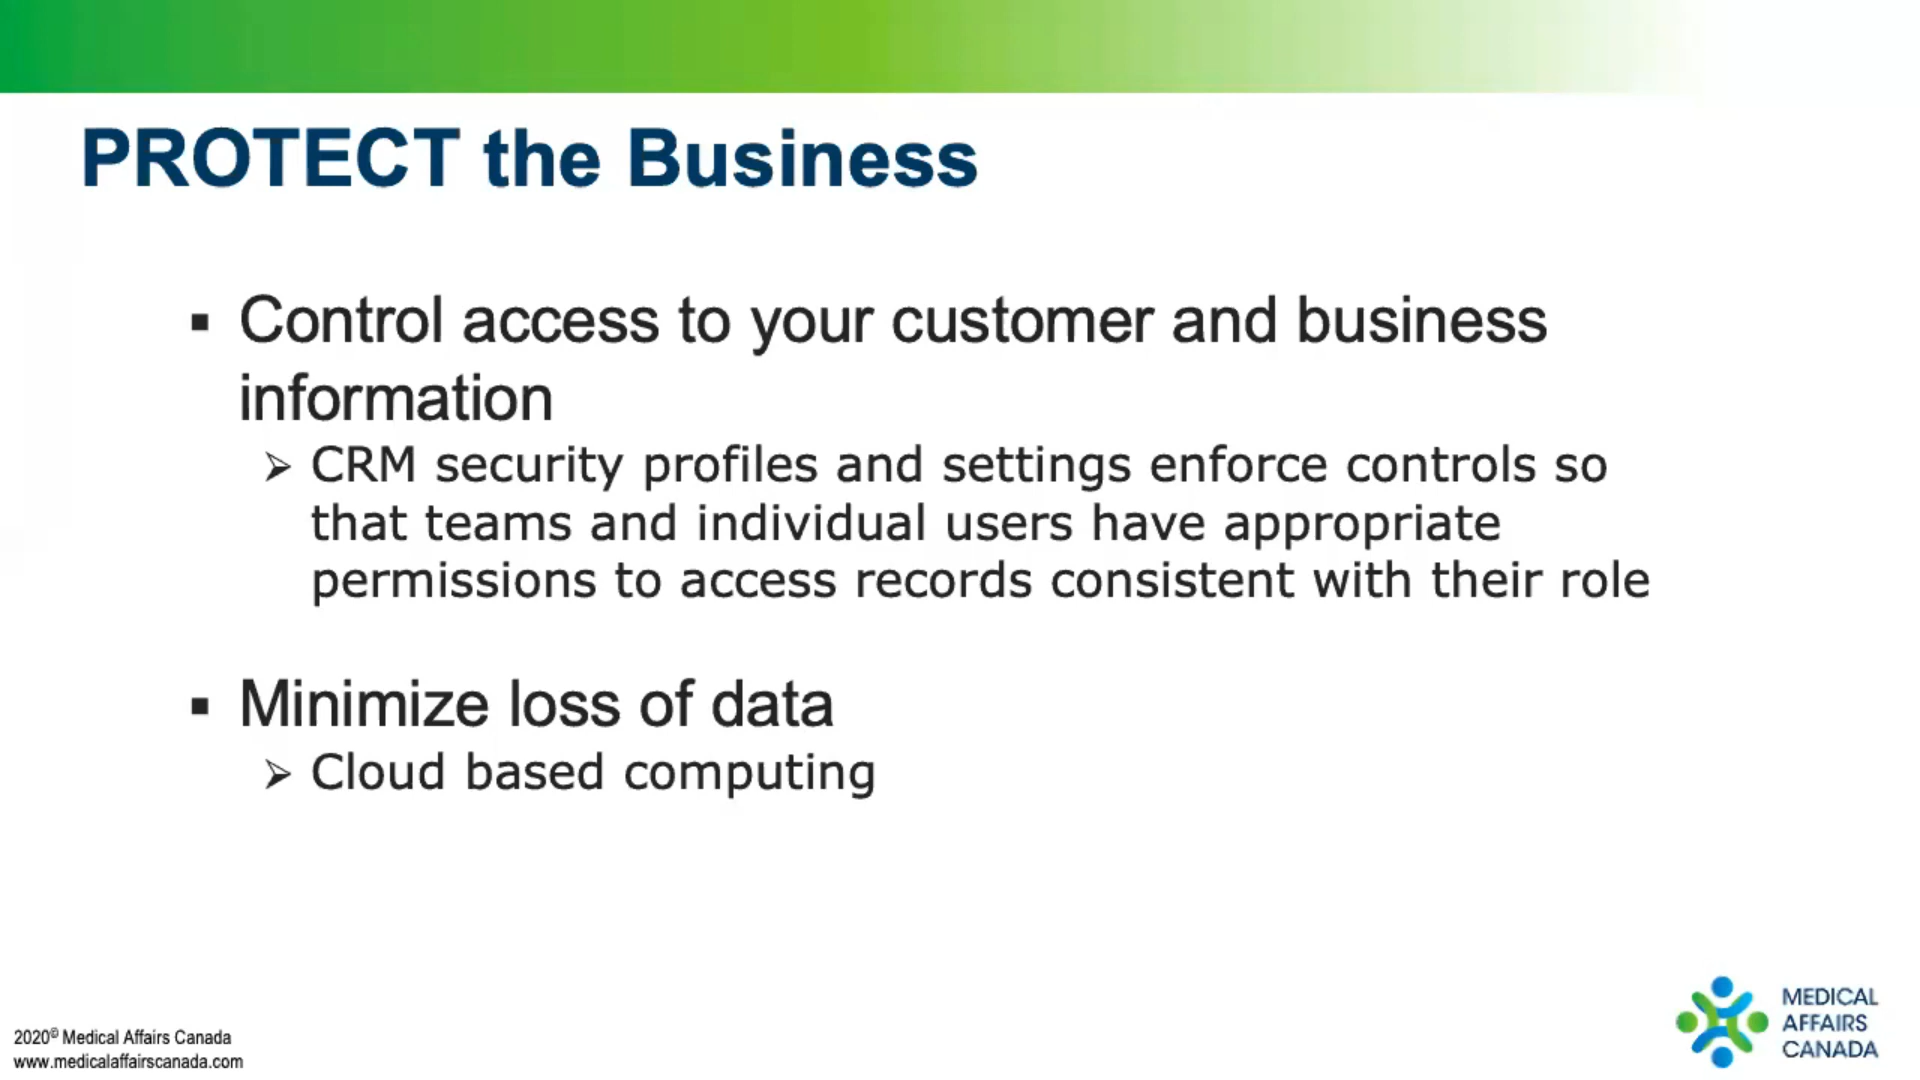 PROTECT the Business
▪ Control access to your customer and business
information
➢ CRM security profiles and settings enforce controls so
that teams and individual users have appropriate
permissions to access records consistent with their role
▪ Minimize loss of data
➢ Cloud based computing
2020© Medical Affairs Canada
www.medicalaffairscanada.com
MEDICAL
AFFAIRS
CANADA